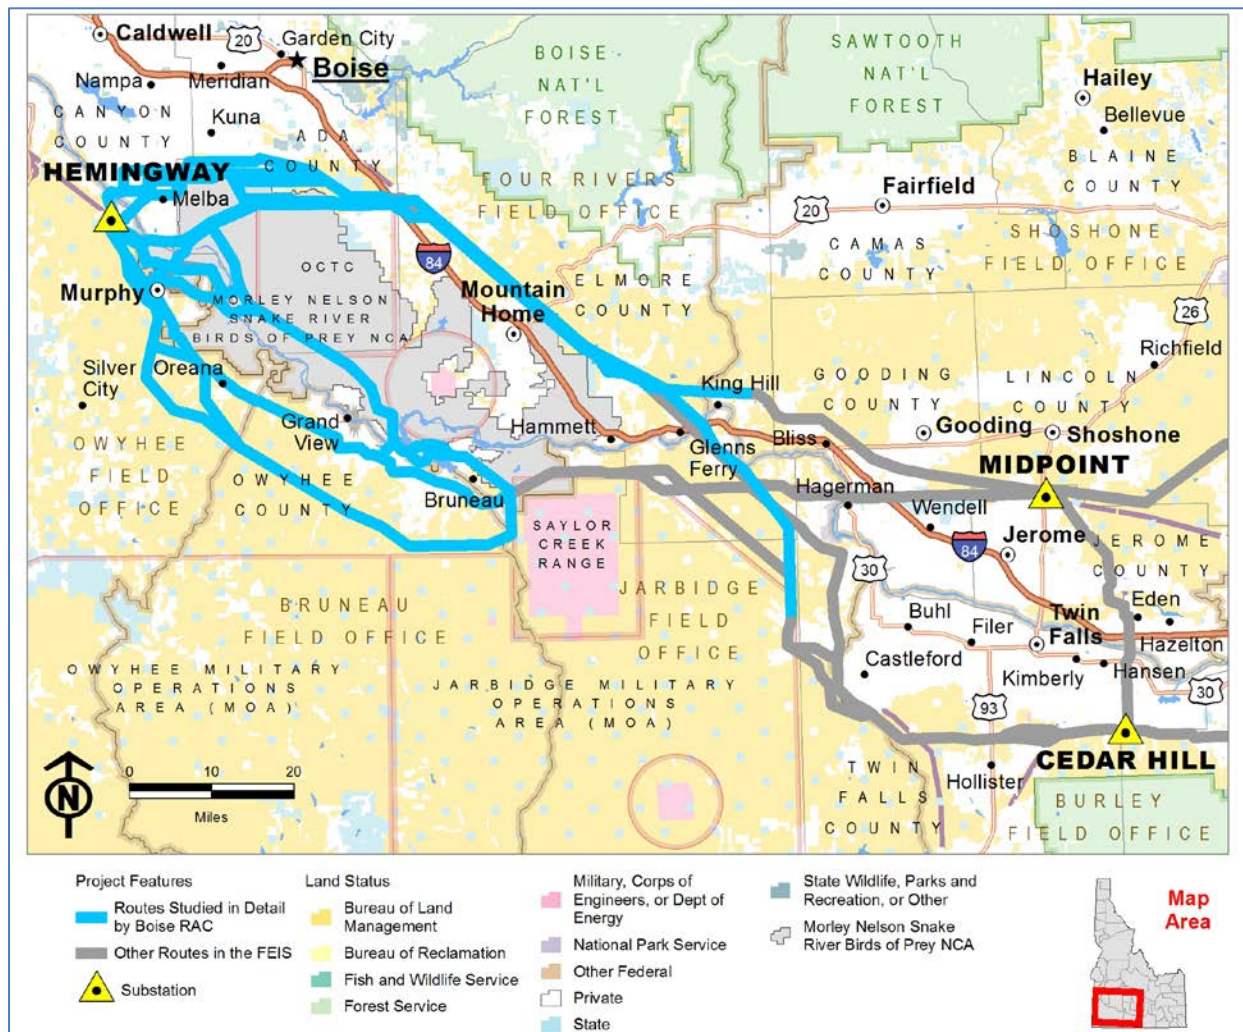 Caldwell
20
Garden City
Boise
Nampa
Meridian
CANYON
COUNTY
Kuna
ADA
COUNTY
BOISE
NAT'L
FOREST
SAWTOOTH
NAT'L
FOREST
Hailey
Bellevue
BLAINE
COUNTY
HEMINGWAY
Melba
FOUR RIVERS
FIELD OFFICE
Fairfield
20
CAMAS
COUNTY
SHOSHONE
FIELD OFFICE
OCTC
84
Murphy
MORLEY NELSON
SNAKE RIVER
BIRDS OF PREY NCA
Mountain
Home
ELMORE
COUNTY
26
Richfield
Silver
City
Oreana
King Hill
GOODING
COUNTY
LINCOLN
COUNTY
Grand
View
Hammett
Glenns
Ferry
Bliss
Gooding
Shoshone
OWYHEE
FIELD
OFFICE
OWYHEE
COUNTY
Bruneau
MIDPOINT
Hagerman
Wendell
SAYLOR
CREEK
RANGE
84
Jerome
JEROME
COUNTY
30
BRUNEAU
FIELD OFFICE
JARBIDGE
FIELD
OFFICE
Buhl
Filer
Twin
Falls
Eden
Hazelton
Castleford
Kimberly
Hansen
30
OWYHEE MILITARY
OPERATIONS
AREA (MOA)
JARBIDGE MILITARY
OPERATIONS
AREA (MOA)
93
CEDAR HILL
Hollister
TWIN
FALLS
COUNTY
BURLEY
FIELD OFFICE
N
0 10 20
Miles
Project Features
Routes Studied in Detail
by Boise RAC
Other Routes in the FEIS
Substation
Land Status
Bureau of Land
Management
Bureau of Reclamation
Fish and Wildlife Service
Forest Service
Military, Corps of
Engineers, or Dept of
Energy
National Park Service
Other Federal
Private
State
State Wildlife, Parks and
Recreation, or Other
Morley Nelson Snake
River Birds of Prey NCA
Map
Area